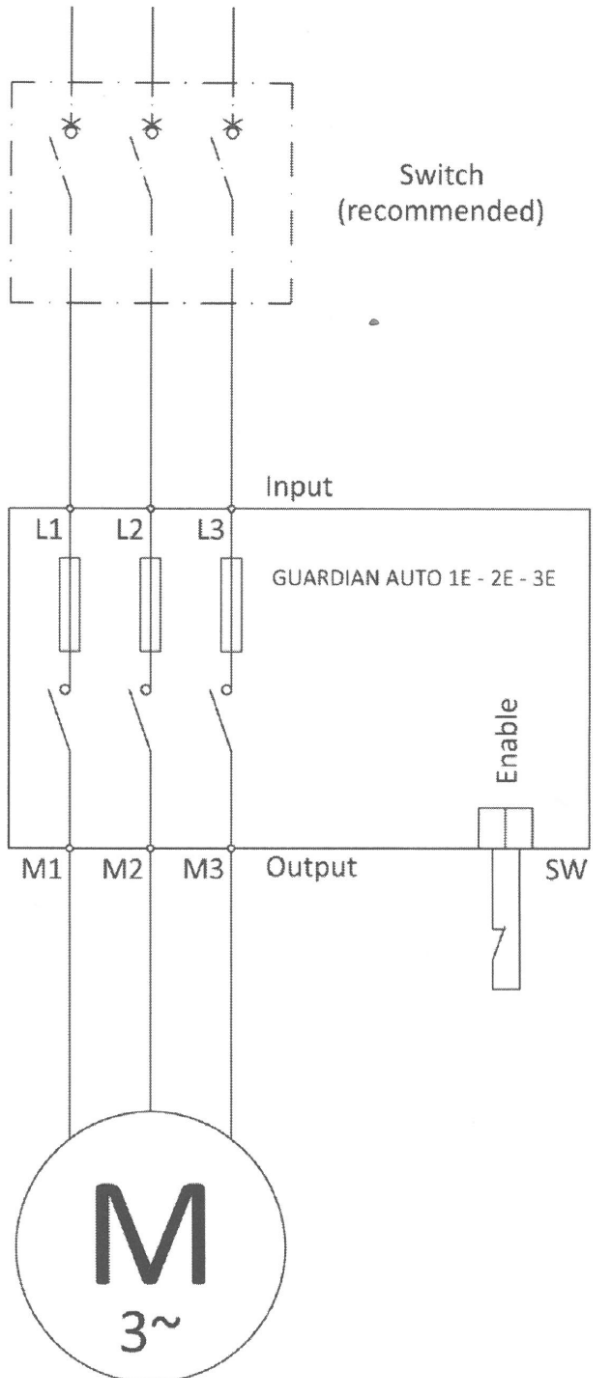 Switch
(recommended)
Input
L1 L2 L3
GUARDIAN AUTO 1E - 2E - 3E
Enable
M1 M2 M3 Output SW
M
3~